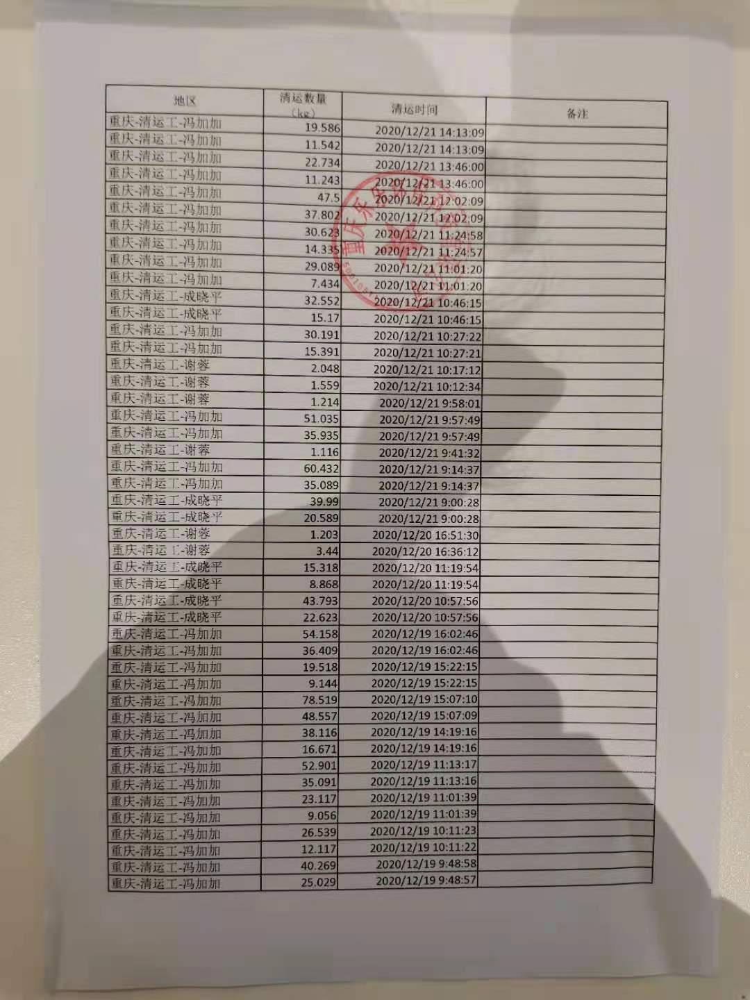 地区 清运数量（kg） 清运时间 备注
重庆-清运工-冯加加 19.586 2020/12/21 14:13:09
重庆-清运工-冯加加 11.542 2020/12/21 14:13:09
重庆-清运工-冯加加 22.734 2020/12/21 13:46:00
重庆-清运工-冯加加 11.243 2020/12/21 13:46:00
重庆-清运工-冯加加 47.5 2020/12/21 12:02:09
重庆-清运工-冯加加 37.802 2020/12/21 12:02:09
重庆-清运工-冯加加 30.623 2020/12/21 11:24:58
重庆-清运工-冯加加 14.335 2020/12/21 11:24:57
重庆-清运工-冯加加 29.089 2020/12/21 11:01:20
重庆-清运工-冯加加 7.434 2020/12/21 11:01:20
重庆-清运工-成晓平 32.552 2020/12/21 10:46:15
重庆-清运工-成晓平 15.17 2020/12/21 10:46:15
重庆-清运工-冯加加 30.191 2020/12/21 10:27:22
重庆-清运工-冯加加 15.391 2020/12/21 10:27:21
重庆-清运工-谢蓉 2.048 2020/12/21 10:17:12
重庆-清运工-谢蓉 1.559 2020/12/21 10:12:34
重庆-清运工-谢蓉 1.214 2020/12/21 9:58:01
重庆-清运工-冯加加 51.035 2020/12/21 9:57:49
重庆-清运工-冯加加 35.935 2020/12/21 9:57:49
重庆-清运工-谢蓉 1.116 2020/12/21 9:41:32
重庆-清运工-冯加加 60.432 2020/12/21 9:14:37
重庆-清运工-冯加加 35.089 2020/12/21 9:14:37
重庆-清运工-成晓平 39.99 2020/12/21 9:00:28
重庆-清运工-成晓平 20.589 2020/12/21 9:00:28
重庆-清运工-谢蓉 1.203 2020/12/20 16:51:30
重庆-清运工-谢蓉 3.44 2020/12/20 16:36:12
重庆-清运工-成晓平 15.318 2020/12/20 11:19:54
重庆-清运工-成晓平 8.868 2020/12/20 11:19:54
重庆-清运工-成晓平 43.793 2020/12/20 10:57:56
重庆-清运工-成晓平 22.623 2020/12/20 10:57:56
重庆-清运工-冯加加 54.158 2020/12/19 16:02:46
重庆-清运工-冯加加 36.409 2020/12/19 16:02:46
重庆-清运工-冯加加 19.518 2020/12/19 15:22:15
重庆-清运工-冯加加 9.144 2020/12/19 15:22:15
重庆-清运工-冯加加 78.519 2020/12/19 15:07:10
重庆-清运工-冯加加 48.557 2020/12/19 15:07:09
重庆-清运工-冯加加 38.116 2020/12/19 14:19:16
重庆-清运工-冯加加 16.671 2020/12/19 14:19:16
重庆-清运工-冯加加 52.901 2020/12/19 11:13:17
重庆-清运工-冯加加 35.091 2020/12/19 11:13:16
重庆-清运工-冯加加 23.117 2020/12/19 11:01:39
重庆-清运工-冯加加 9.056 2020/12/19 11:01:39
重庆-清运工-冯加加 26.539 2020/12/19 10:11:23
重庆-清运工-冯加加 12.117 2020/12/19 10:11:22
重庆-清运工-冯加加 40.269 2020/12/19 9:48:58
重庆-清运工-冯加加 25.029 2020/12/19 9:48:57
重庆乐乐环保